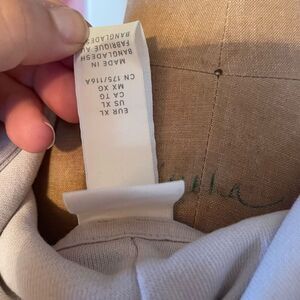 EUR XL
US XL
CA TG
MX XG
CN 175/116A
MADE IN
BANGLADESH
FABRIQUE AU
BANGLADESH